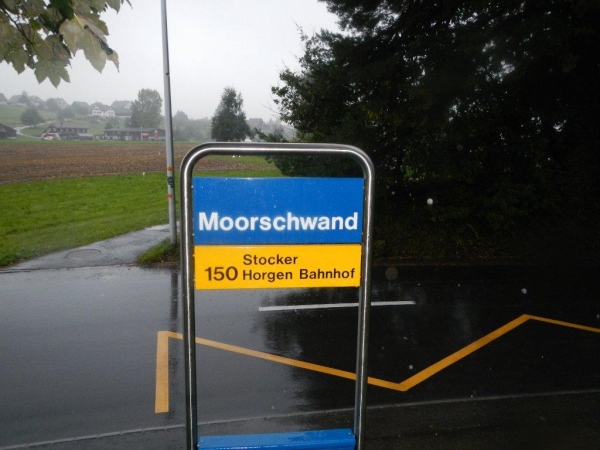 Moorschwand
Stocker
150 Horgen Bahnhof